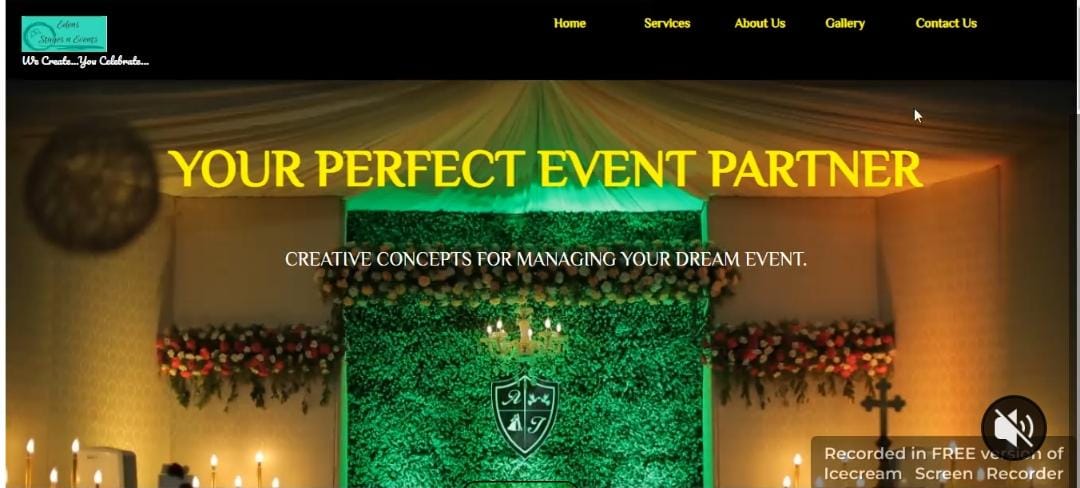 Edens
Stages n Events
We Create...You Celebrate...
Home Services About Us Gallery Contact Us
YOUR PERFECT EVENT PARTNER
CREATIVE CONCEPTS FOR MANAGING YOUR DREAM EVENT.
A
T
Recorded in FREE version of
Icecream Screen Recorder